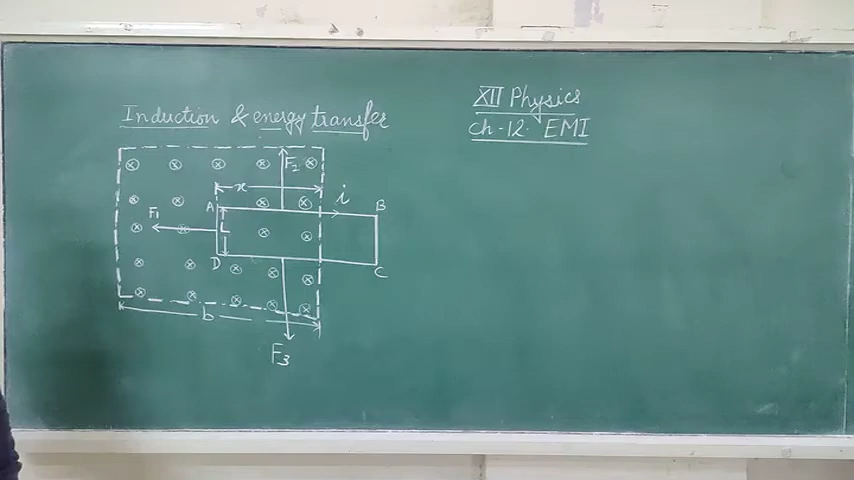 XII Physics
Ch-12. EMI
Induction & energy transfer
F₂
x
i
A
B
F₁
L
D
C
b
F₃